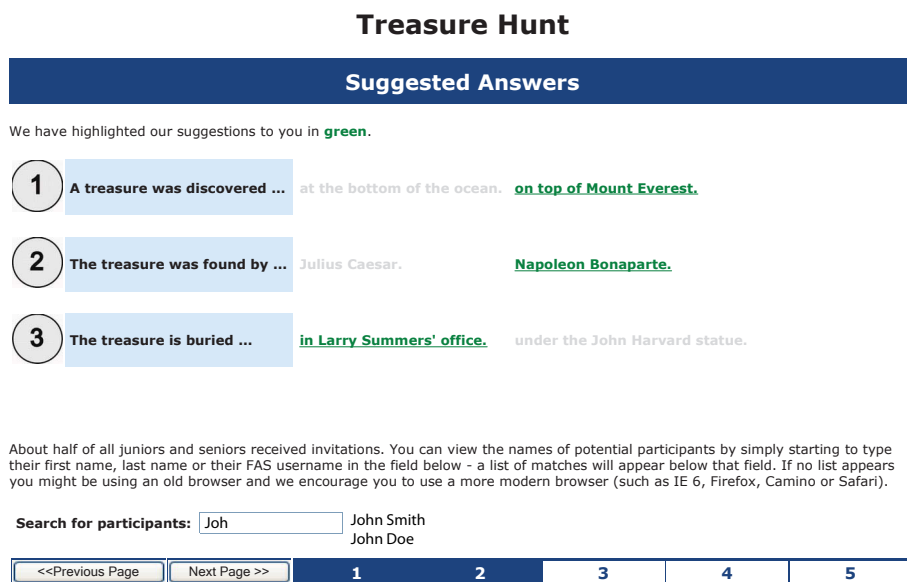 Treasure Hunt
Suggested Answers
We have highlighted our suggestions to you in green.
1 A treasure was discovered ... at the bottom of the ocean. on top of Mount Everest.
2 The treasure was found by ... Julius Caesar. Napoleon Bonaparte.
3 The treasure is buried ... in Larry Summers' office. under the John Harvard statue.
About half of all juniors and seniors received invitations. You can view the names of potential participants by simply starting to type
their first name, last name or their FAS username in the field below - a list of matches will appear below that field. If no list appears
you might be using an old browser and we encourage you to use a more modern browser (such as IE 6, Firefox, Camino or Safari).
Search for participants: Joh John Smith
John Doe
<<Previous Page Next Page >> 1 2 3 4 5